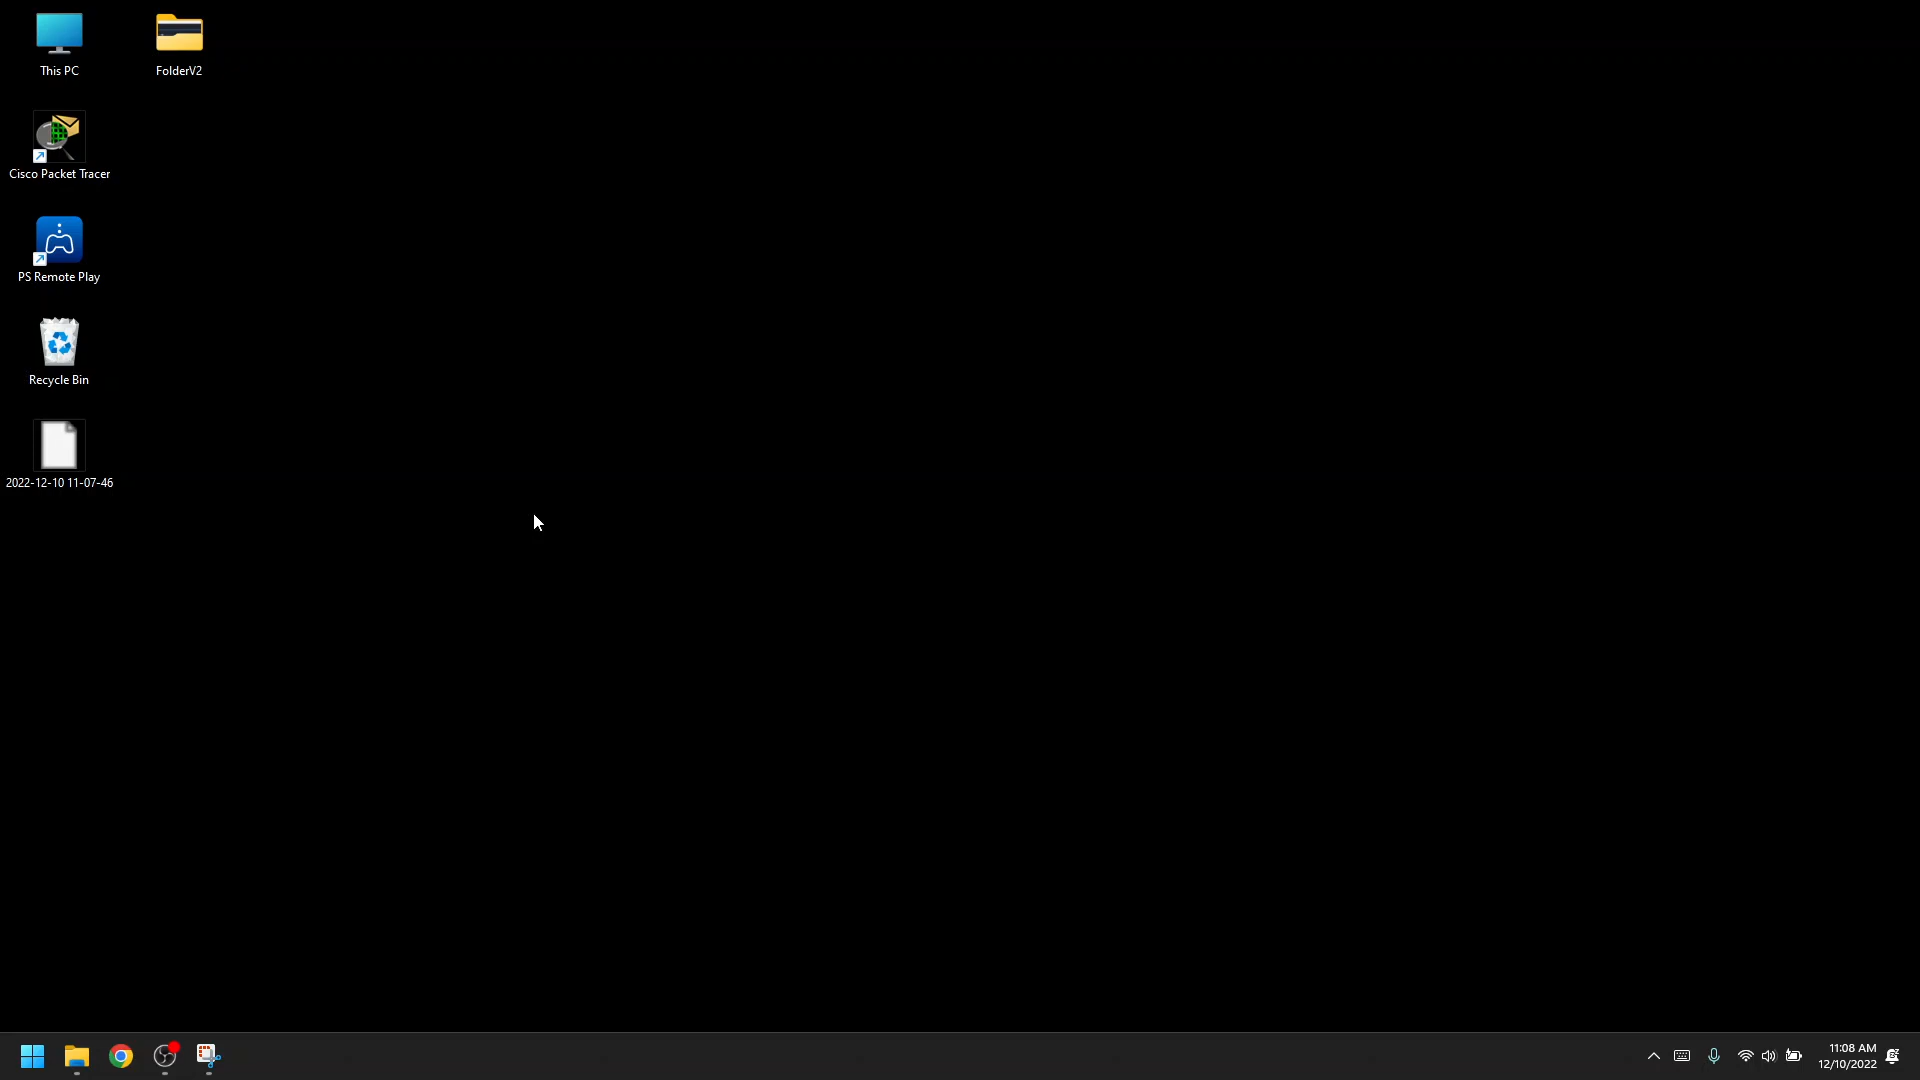 This PC
FolderV2
Cisco Packet Tracer
PS Remote Play
Recycle Bin
2022-12-10 11-07-46
11:08 AM
12/10/2022